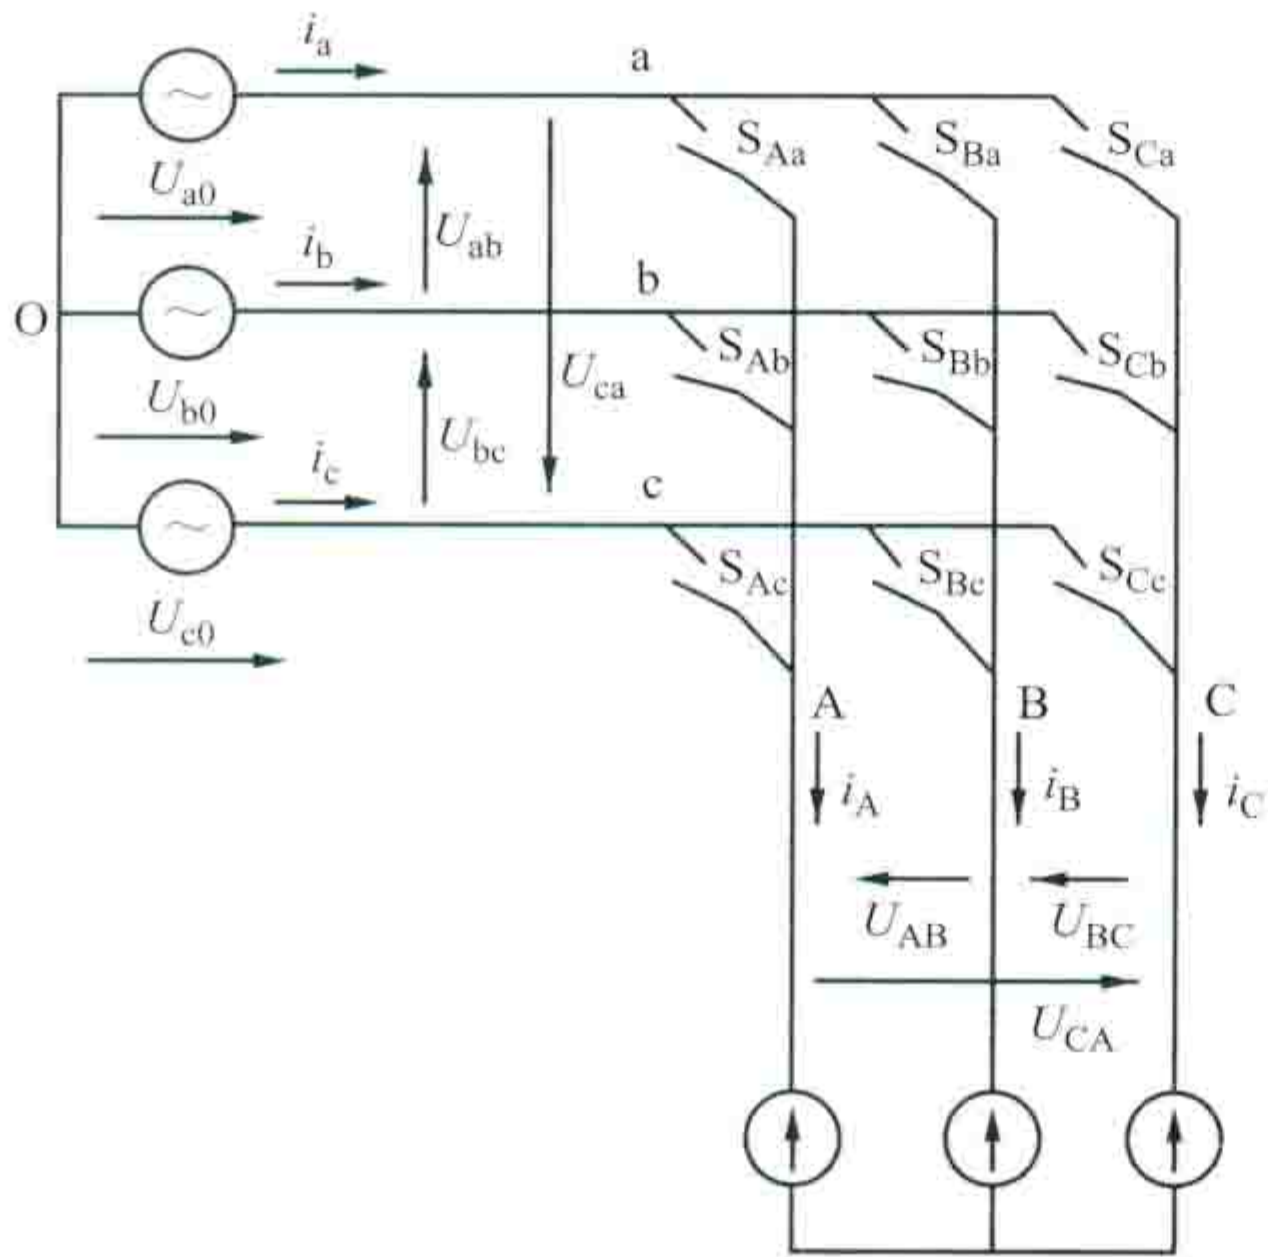 i_a
a
S_Aa
S_Ba
S_Ca
U_a0
U_ab
i_b
b
O
S_Ab
S_Bb
S_Cb
U_ca
U_b0
U_bc
i_c
c
S_Ac
S_Bc
S_Cc
U_c0
A
B
C
i_A
i_B
i_C
U_AB
U_BC
U_CA